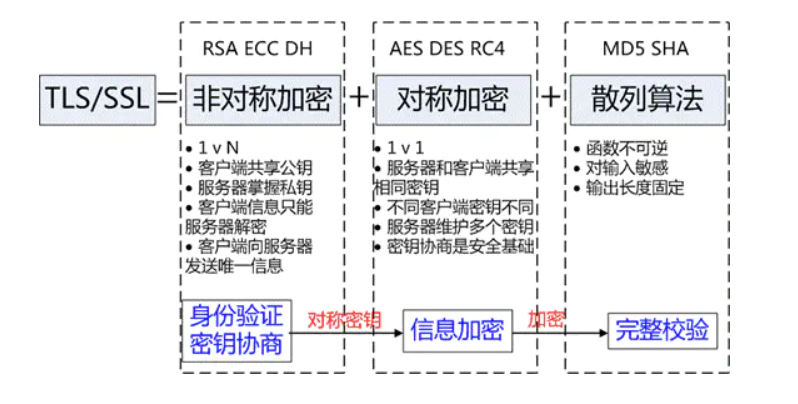 RSA ECC DH
AES DES RC4
MD5 SHA
TLS/SSL
=
非对称加密
+
对称加密
+
散列算法
• 1 v N
• 客户端共享公钥
• 服务器掌握私钥
• 客户端信息只能
服务器解密
• 客户端向服务器
发送唯一信息
• 1 v 1
• 服务器和客户端共享
相同密钥
• 不同客户端密钥不同
• 服务器维护多个密钥
• 密钥协商是安全基础
• 函数不可逆
• 对输入敏感
• 输出长度固定
身份验证
密钥协商
对称密钥
信息加密
加密
完整校验